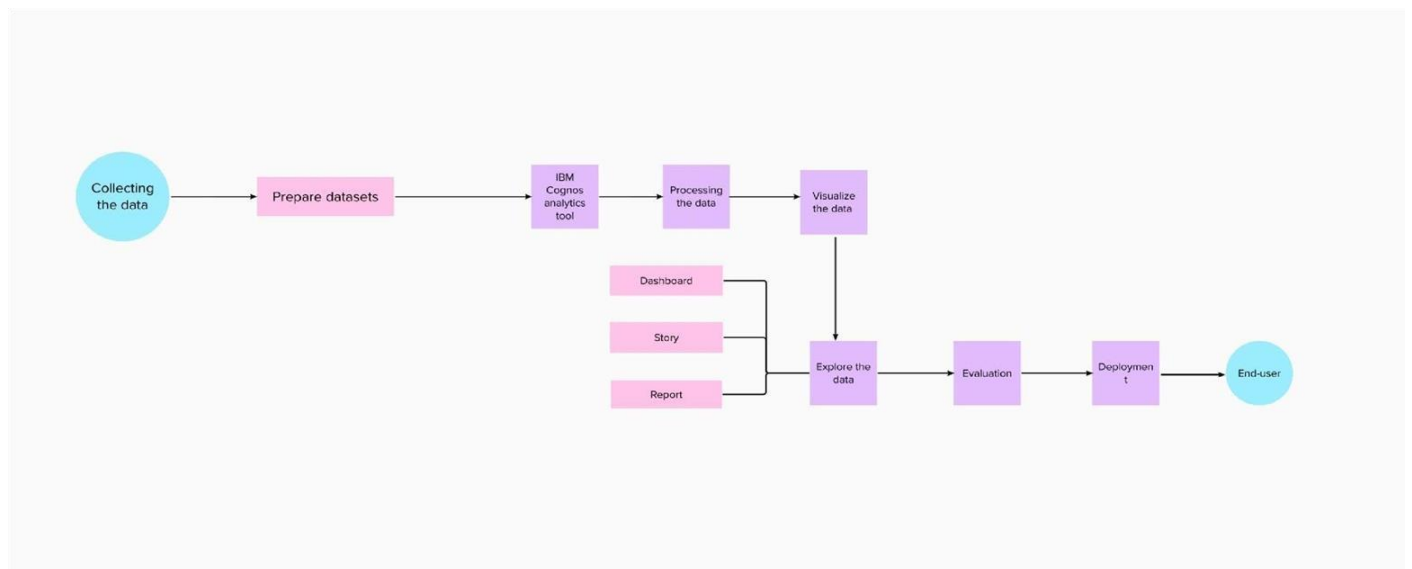 Collecting
the data
Prepare datasets
IBM
Cognos
analytics
tool
Processing
the data
Visualize
the data
Dashboard
Story
Report
Explore the
data
Evaluation
Deploymen
t
End-user